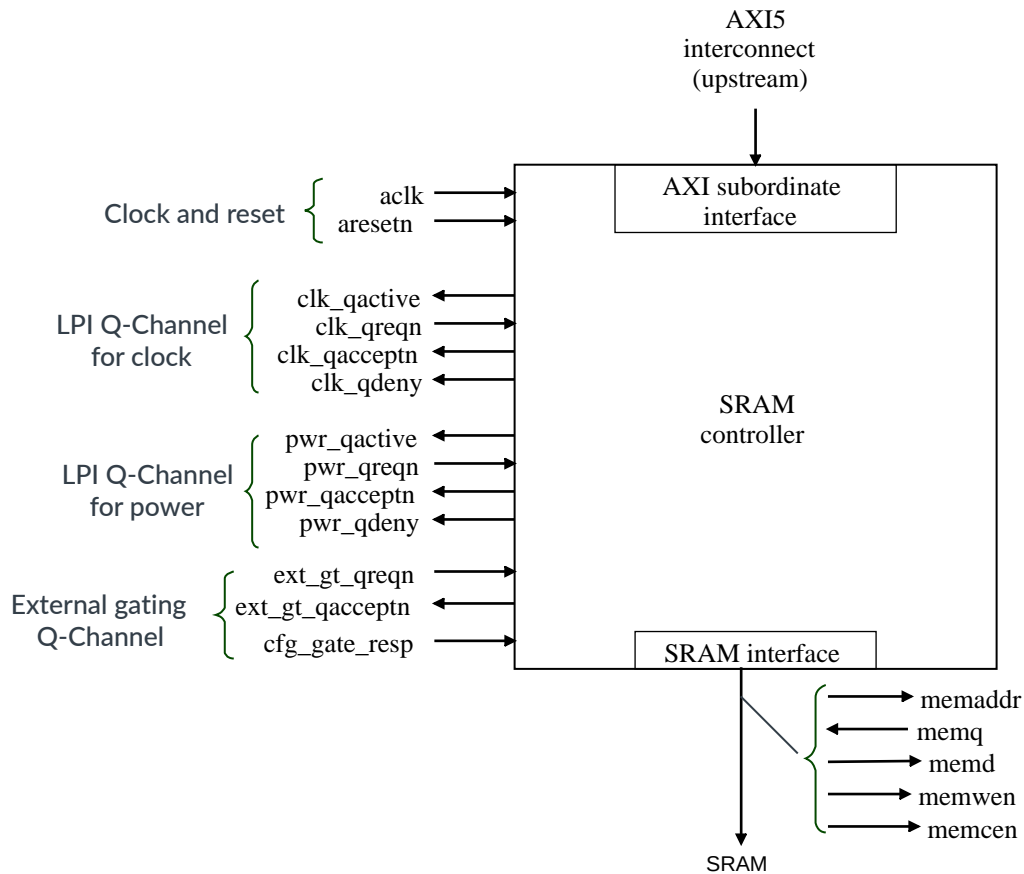 AXI5
interconnect
(upstream)
AXI subordinate
interface
Clock and reset
aclk
aresetn
LPI Q-Channel
for clock
clk_qactive
clk_qreqn
clk_qacceptn
clk_qdeny
SRAM
controller
LPI Q-Channel
for power
pwr_qactive
pwr_qreqn
pwr_qacceptn
pwr_qdeny
External gating
Q-Channel
ext_gt_qreqn
ext_gt_qacceptn
cfg_gate_resp
SRAM interface
memaddr
memq
memd
memwen
memcen
SRAM